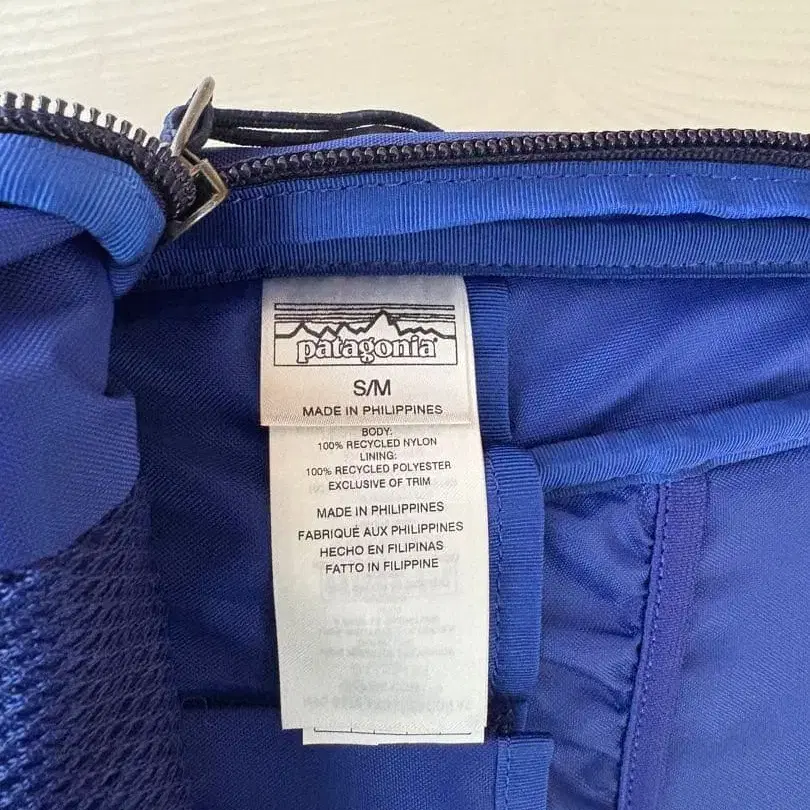 patagonia
S/M
MADE IN PHILIPPINES
BODY:
100% RECYCLED NYLON
LINING:
100% RECYCLED POLYESTER
EXCLUSIVE OF TRIM
MADE IN PHILIPPINES
FABRIQUÉ AUX PHILIPPINES
HECHO EN FILIPINAS
FATTO IN FILIPPINE